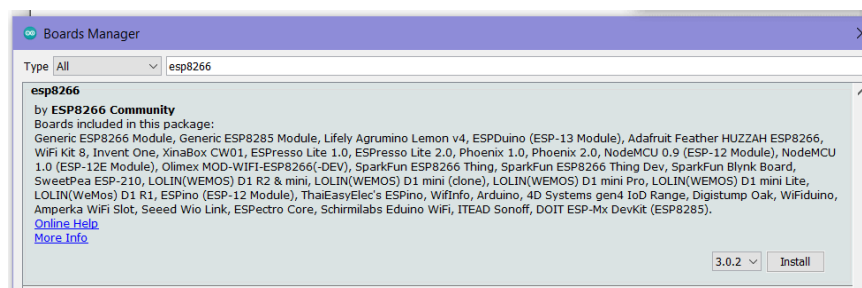 Boards Manager
Type All esp8266
esp8266
by ESP8266 Community
Boards included in this package:
Generic ESP8266 Module, Generic ESP8285 Module, Lifely Agrumino Lemon v4, ESPDuino (ESP-13 Module), Adafruit Feather HUZZAH ESP8266,
WiFi Kit 8, Invent One, XinaBox CW01, ESPresso Lite 1.0, ESPresso Lite 2.0, Phoenix 1.0, Phoenix 2.0, NodeMCU 0.9 (ESP-12 Module), NodeMCU
1.0 (ESP-12E Module), Olimex MOD-WIFI-ESP8266(-DEV), SparkFun ESP8266 Thing, SparkFun ESP8266 Thing Dev, SparkFun Blynk Board,
SweetPea ESP-210, LOLIN(WEMOS) D1 R2 & mini, LOLIN(WEMOS) D1 mini (clone), LOLIN(WEMOS) D1 mini Pro, LOLIN(WEMOS) D1 mini Lite,
LOLIN(WeMos) D1 R1, ESPino (ESP-12 Module), ThaiEasyElec's ESPino, WifInfo, Arduino, 4D Systems gen4 IoD Range, Digistump Oak, WiFiduino,
Amperka WiFi Slot, Seeed Wio Link, ESPectro Core, Schirmilabs Eduino WiFi, ITEAD Sonoff, DOIT ESP-Mx DevKit (ESP8285).
Online Help
More Info
3.0.2 Install